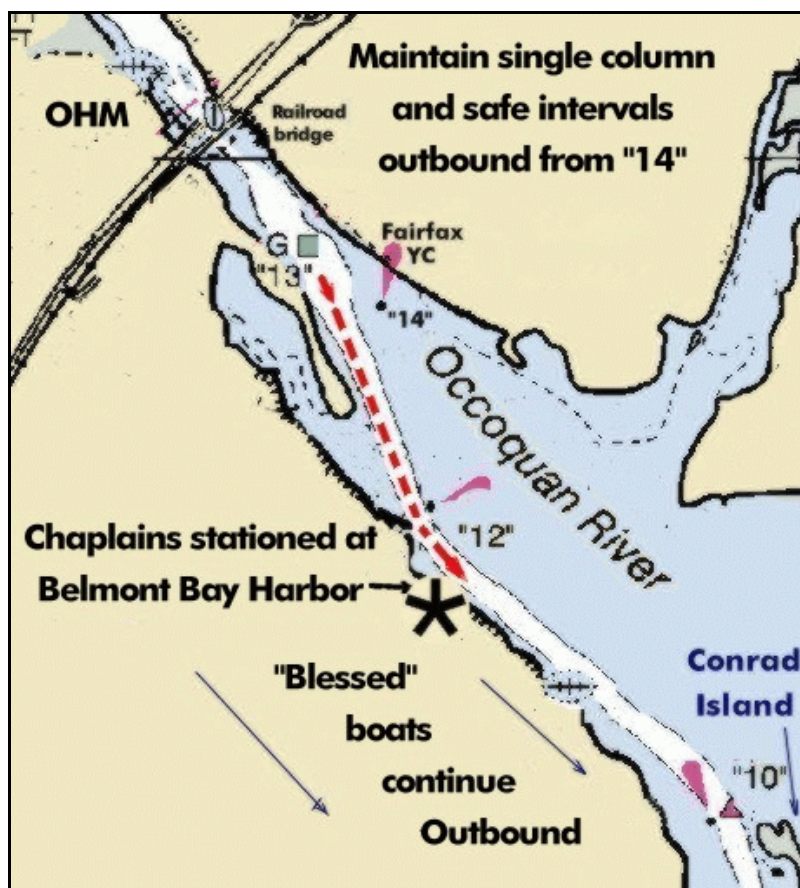 Maintain single column
and safe intervals
outbound from "14"
OHM
Railroad
bridge
Fairfax
YC
G
"13"
"14"
Occoquan River
"12"
Chaplains stationed at
Belmont Bay Harbor
"Blessed"
boats
continue
Outbound
Conrad
Island
"10"